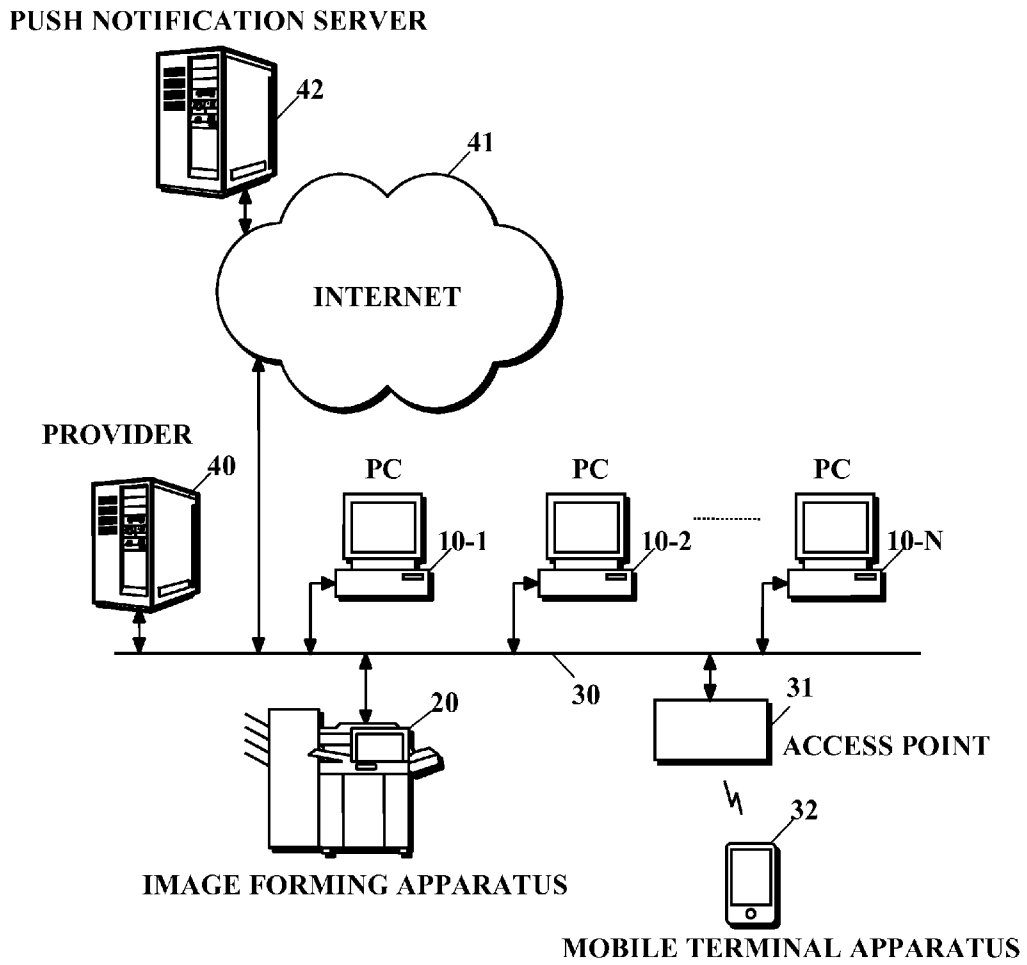 PUSH NOTIFICATION SERVER
42
41
INTERNET
PROVIDER
40
PC
PC
PC
10-1
10-2
10-N
30
20
31
ACCESS POINT
32
IMAGE FORMING APPARATUS
MOBILE TERMINAL APPARATUS